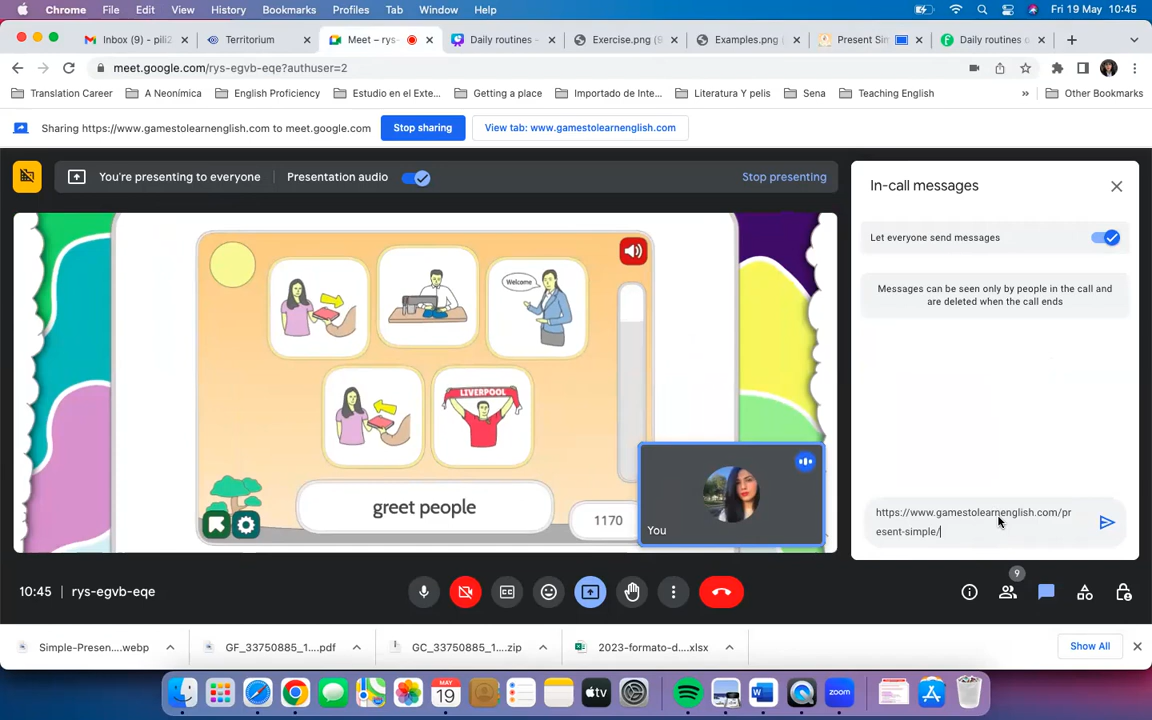 Chrome File Edit View History Bookmarks Profiles Tab Window Help Fri 19 May 10:45
Inbox (9) - pili2 Territorium Meet – rys- Daily routines – Exercise.png (9 Examples.png Present Sim Daily routines o
meet.google.com/rys-egvb-eqe?authuser=2
Translation Career A Neonímica English Proficiency Estudio en el Exte... Getting a place Importado de Inte... Literatura Y pelis Sena Teaching English » Other Bookmarks
Sharing https://www.gamestolearnenglish.com to meet.google.com Stop sharing View tab: www.gamestolearnenglish.com
You're presenting to everyone Presentation audio Stop presenting
In-call messages
Let everyone send messages
Messages can be seen only by people in the call and
are deleted when the call ends
Welcome
LIVERPOOL
greet people
1170
You
https://www.gamestolearnenglish.com/pr
esent-simple/
9
10:45 | rys-egvb-eqe
CC
Simple-Presen....webp GF_33750885_1....pdf GC_33750885_1....zip 2023-formato-d....xlsx Show All
MAY
19
tv
W
zoom